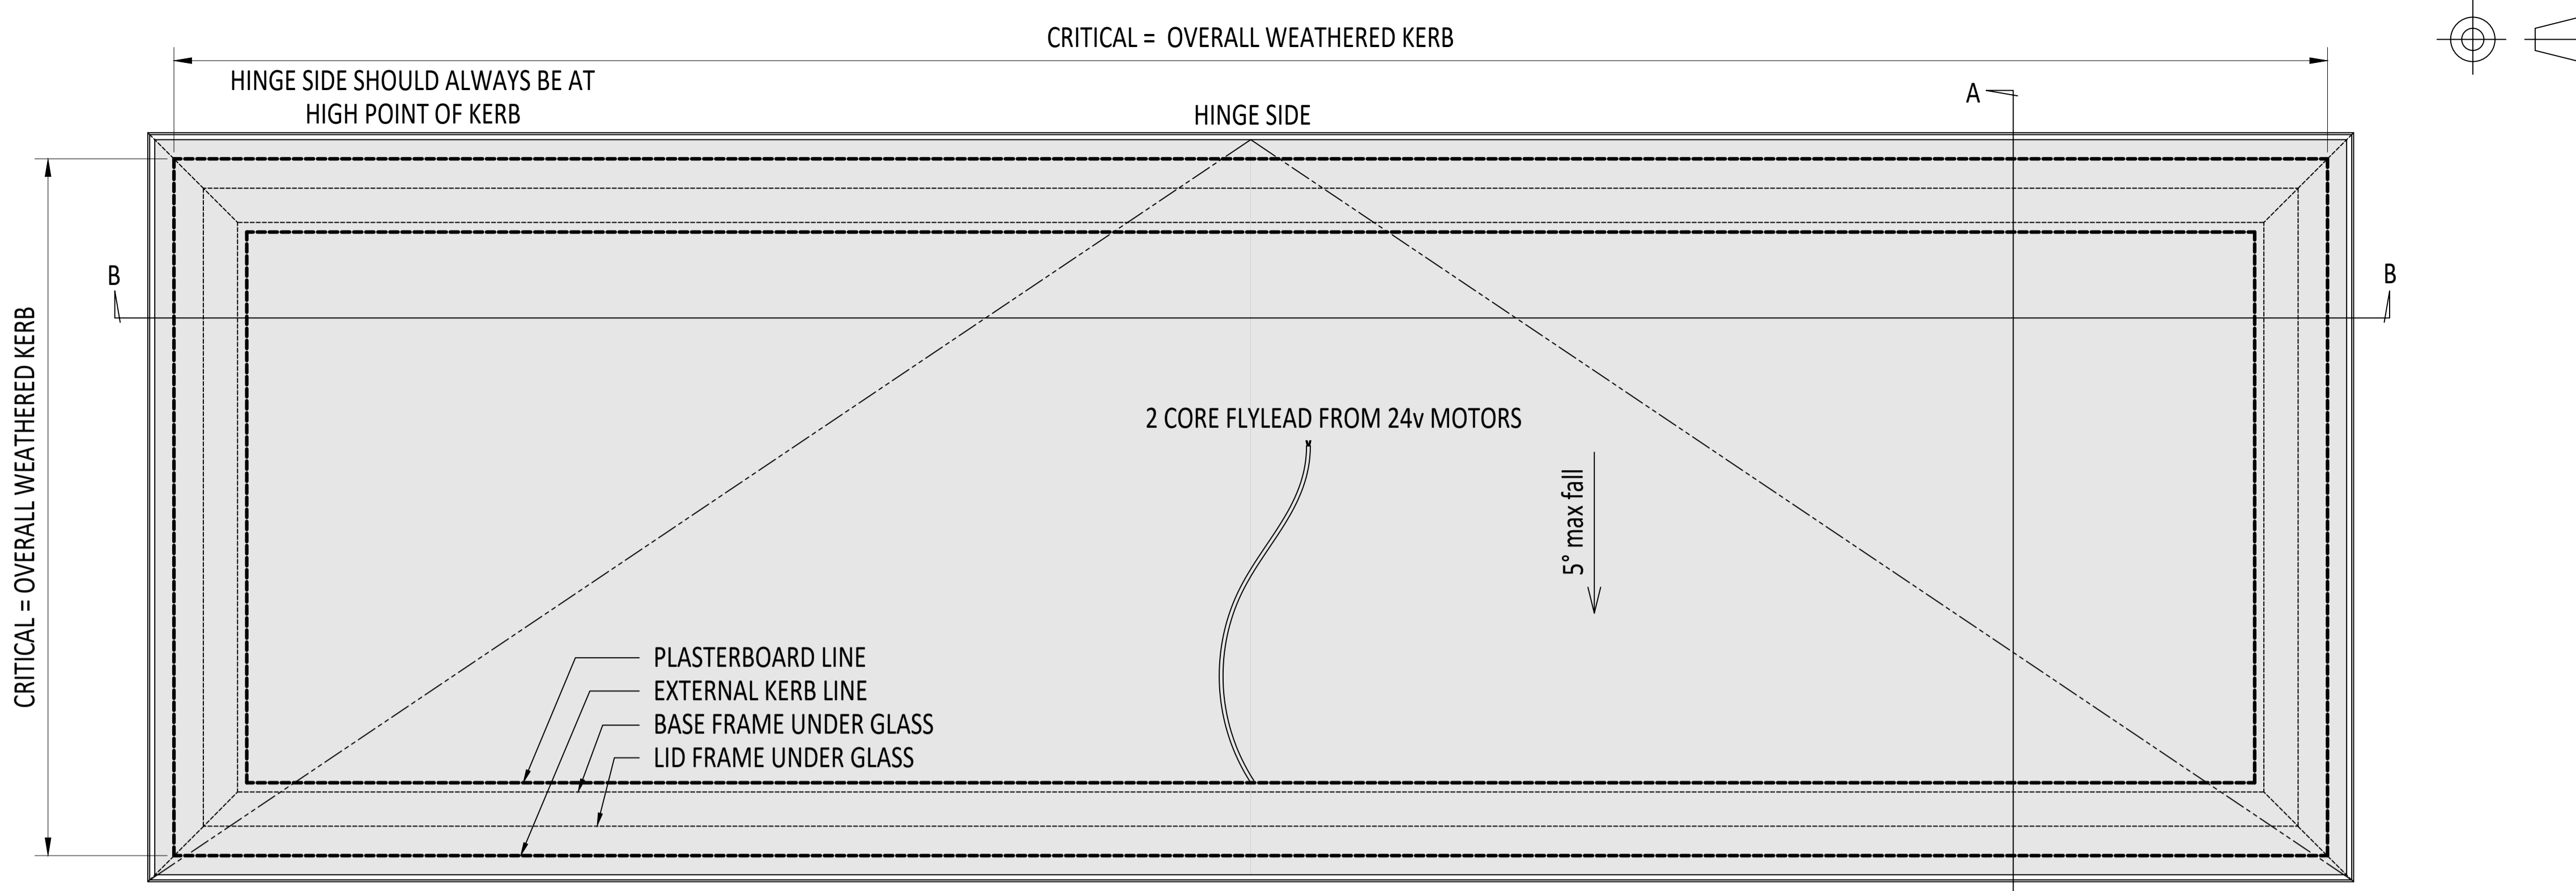 CRITICAL = OVERALL WEATHERED KERB
HINGE SIDE SHOULD ALWAYS BE AT
HIGH POINT OF KERB
HINGE SIDE
A
B
B
CRITICAL = OVERALL WEATHERED KERB
2 CORE FLYLEAD FROM 24v MOTORS
5° max fall
PLASTERBOARD LINE
EXTERNAL KERB LINE
BASE FRAME UNDER GLASS
LID FRAME UNDER GLASS